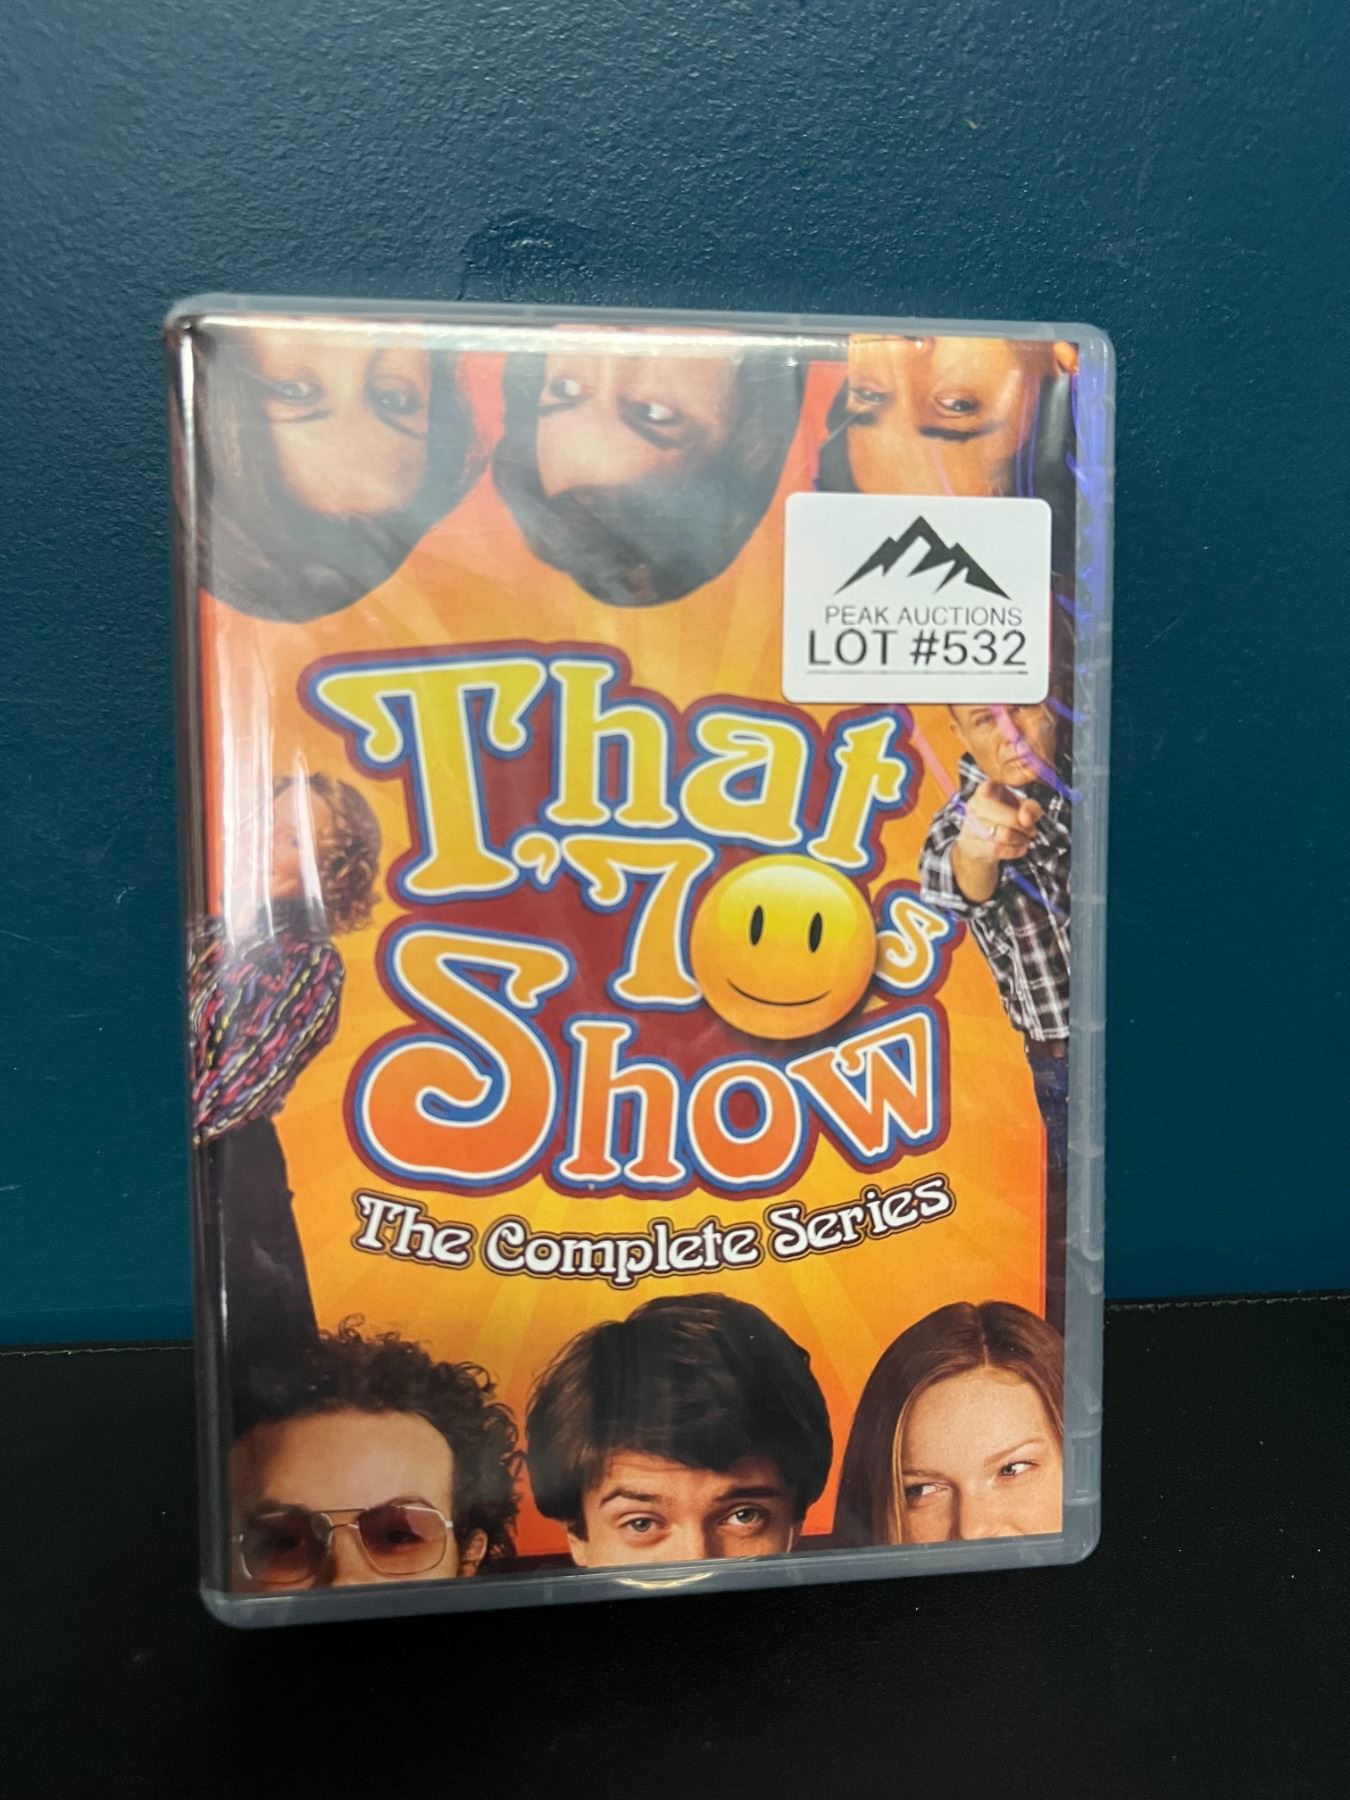 PEAK AUCTIONS
LOT #532
That
'70s
Show
The Complete Series